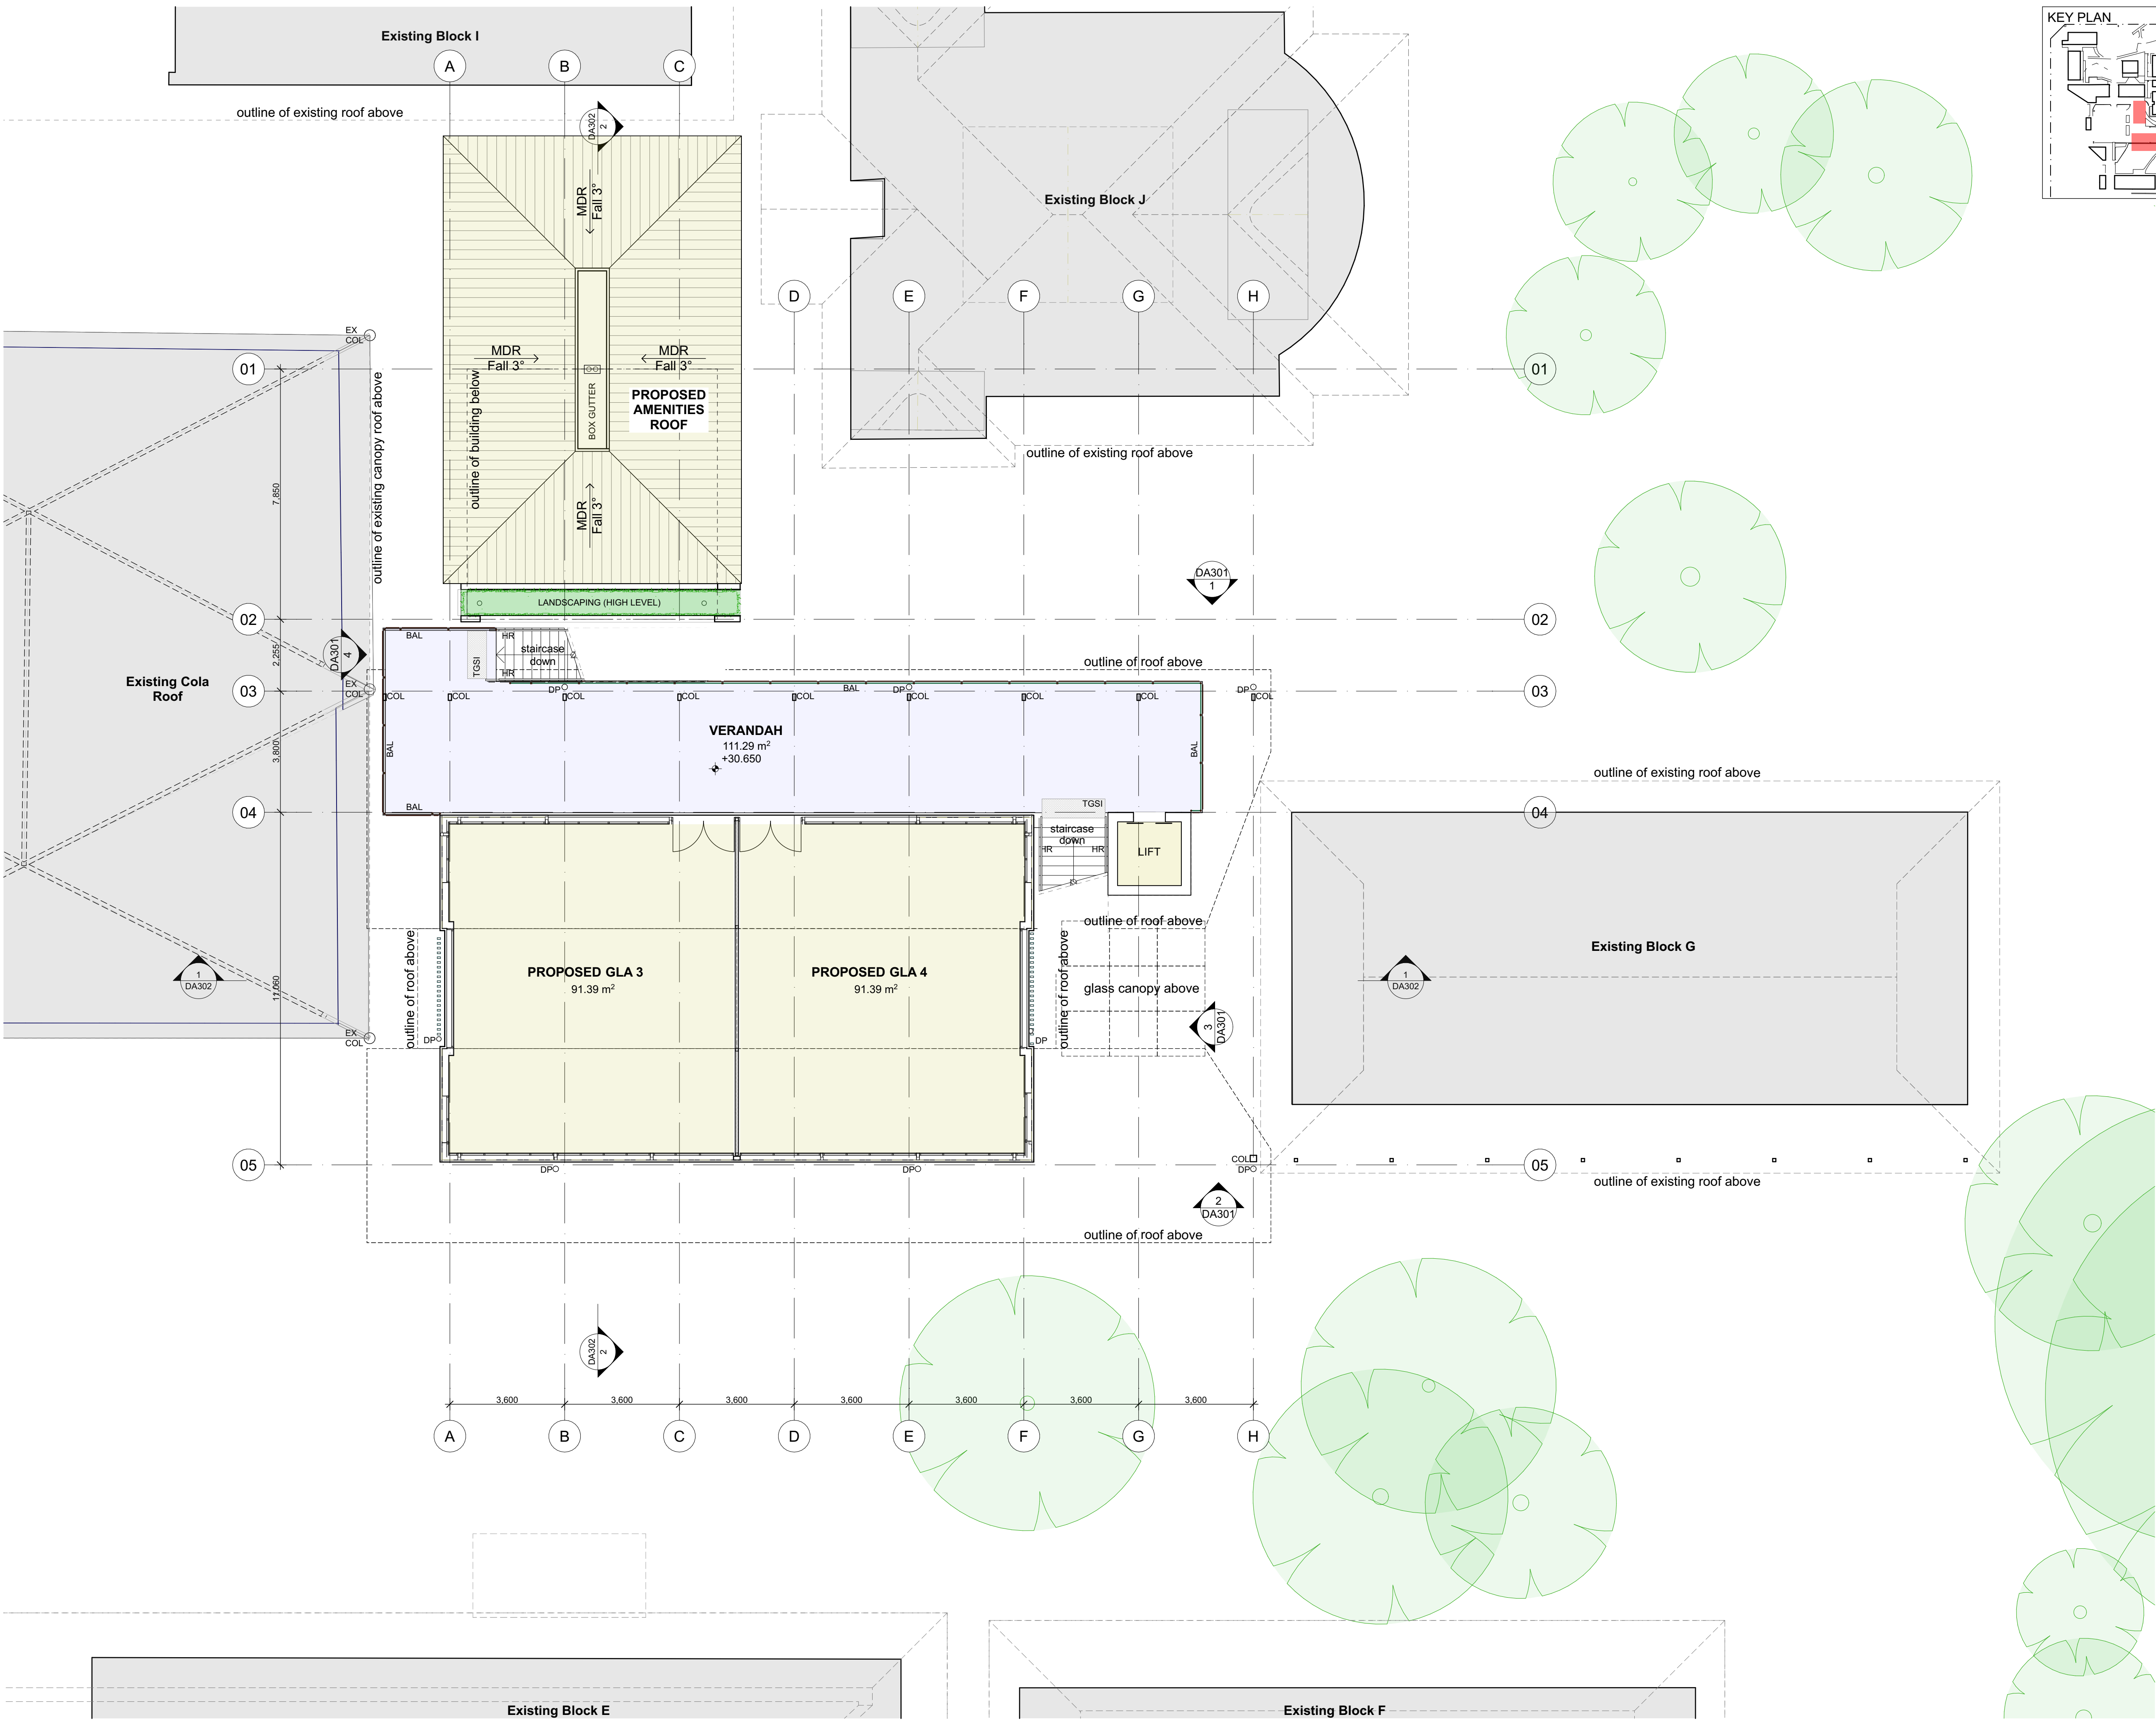 KEY PLAN
Existing Block I
A
B
C
outline of existing roof above
DA302
2
MDR
Fall 3°
Existing Block J
D
E
F
G
H
EX
COL
01
MDR
Fall 3°
MDR
Fall 3°
01
outline of existing canopy roof above
outline of building below
BOX GUTTER
PROPOSED
AMENITIES
ROOF
outline of existing roof above
7,850
MDR
Fall 3°
DA301
1
LANDSCAPING (HIGH LEVEL)
02
02
BAL
HR
staircase
down
HR
TGSI
DA301
4
2,255
outline of roof above
Existing Cola
Roof
EX
COL
03
COL
COL
DP
COL
COL
COL
BAL
DP
COL
COL
COL
DP
COL
03
VERANDAH
111.29 m²
+30.650
BAL
BAL
3,800
outline of existing roof above
BAL
TGSI
04
04
staircase
down
HR
HR
LIFT
outline of roof above
outline of roof above
outline of roof above
Existing Block G
1
DA302
1
DA302
11,060
PROPOSED GLA 3
91.39 m²
PROPOSED GLA 4
91.39 m²
glass canopy above
3
DA301
EX
COL
DP
DP
05
DP
DP
COL
DP
05
outline of existing roof above
2
DA301
outline of roof above
DA302
2
3,600
3,600
3,600
3,600
3,600
3,600
3,600
A
B
C
D
E
F
G
H
Existing Block E
Existing Block F